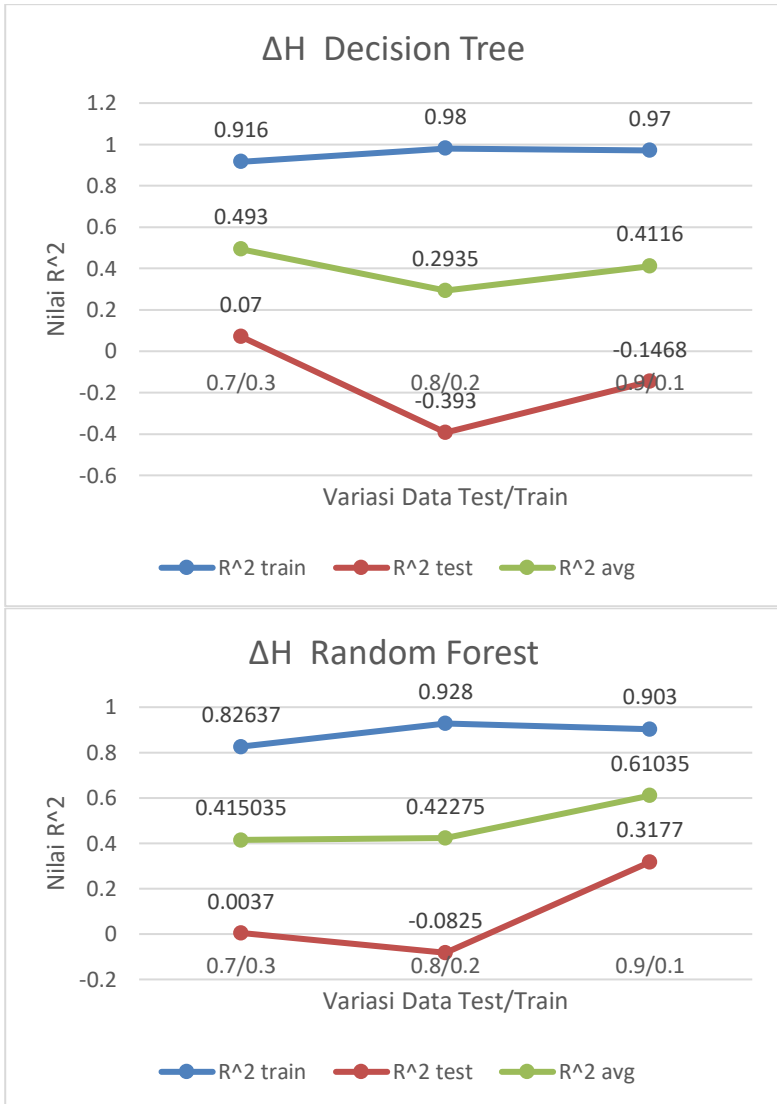 ΔH Decision Tree
1.2
0.916 0.98 0.97
1
0.8
0.6
0.493
0.4116
0.4
0.2935
0.2
0.07
0
-0.1468
-0.2
0.7/0.3 0.8/0.2 0.9/0.1
-0.393
-0.4
-0.6
Nilai R^2
Variasi Data Test/Train
R^2 train R^2 test R^2 avg
ΔH Random Forest
0.82637 0.928 0.903
1
0.8
0.61035
0.6
0.415035 0.42275
0.4
0.3177
0.2
0.0037
-0.0825
0
-0.2
0.7/0.3 0.8/0.2 0.9/0.1
Nilai R^2
Variasi Data Test/Train
R^2 train R^2 test R^2 avg